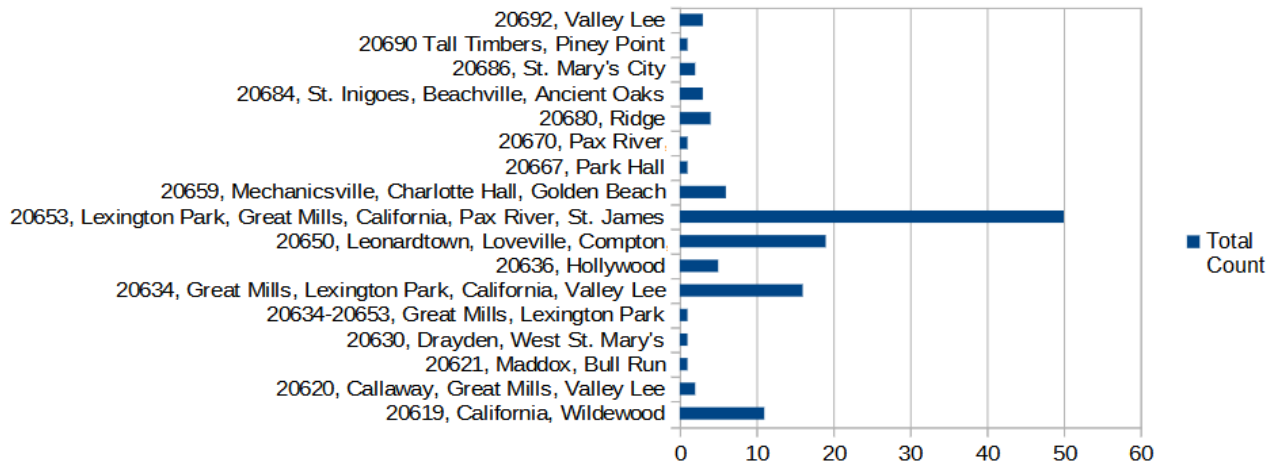 20692, Valley Lee
20690 Tall Timbers, Piney Point
20686, St. Mary's City
20684, St. Inigoes, Beachville, Ancient Oaks
20680, Ridge
20670, Pax River,
20667, Park Hall
20659, Mechanicsville, Charlotte Hall, Golden Beach
20653, Lexington Park, Great Mills, California, Pax River, St. James
20650, Leonardtown, Loveville, Compton,
20636, Hollywood
20634, Great Mills, Lexington Park, California, Valley Lee
20634-20653, Great Mills, Lexington Park
20630, Drayden, West St. Mary's
20621, Maddox, Bull Run
20620, Callaway, Great Mills, Valley Lee
20619, California, Wildewood
0 10 20 30 40 50 60
Total
Count